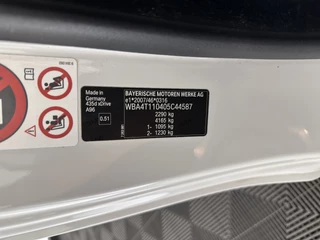 Made in
Germany
435d xDrive
A96
0.51
BAYERISCHE MOTOREN WERKE AG
e1*2007/46*0316
WBA4T110405C44587
2290 kg
4165 kg
1- 1095 kg
2- 1230 kg